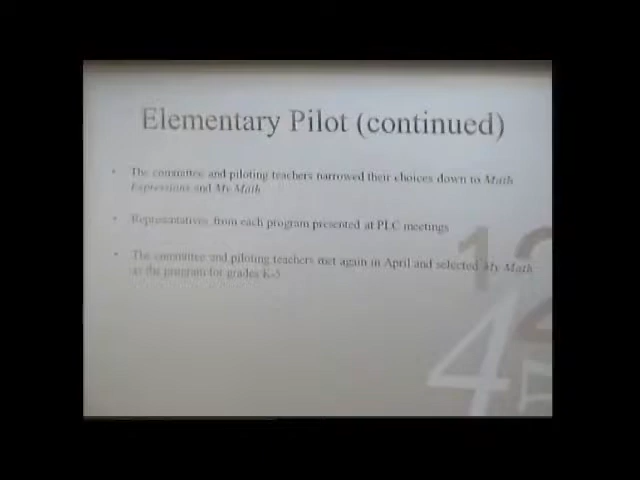 Elementary Pilot (continued)
• The committee and piloting teachers narrowed their choices down to Math
Expressions and My Math
• Representatives from each program presented at PLC meetings
• The committee and piloting teachers met again in April and selected My Math
as the program for grades K-5
12
45